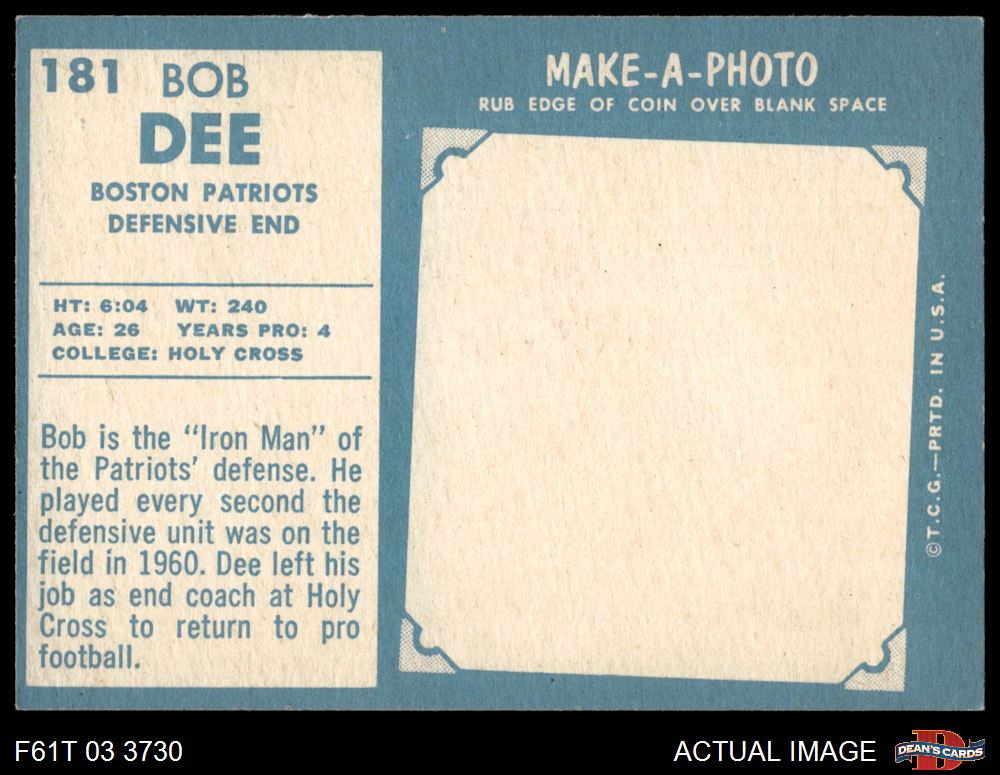 181 BOB
DEE
BOSTON PATRIOTS
DEFENSIVE END
HT: 6:04 WT: 240
AGE: 26 YEARS PRO: 4
COLLEGE: HOLY CROSS
Bob is the "Iron Man" of
the Patriots' defense. He
played every second the
defensive unit was on the
field in 1960. Dee left his
job as end coach at Holy
Cross to return to pro
football.
MAKE-A-PHOTO
RUB EDGE OF COIN OVER BLANK SPACE
©T.C.G.—PRTD. IN U.S.A.
F61T 03 3730
ACTUAL IMAGE
D
DEAN'S CARDS